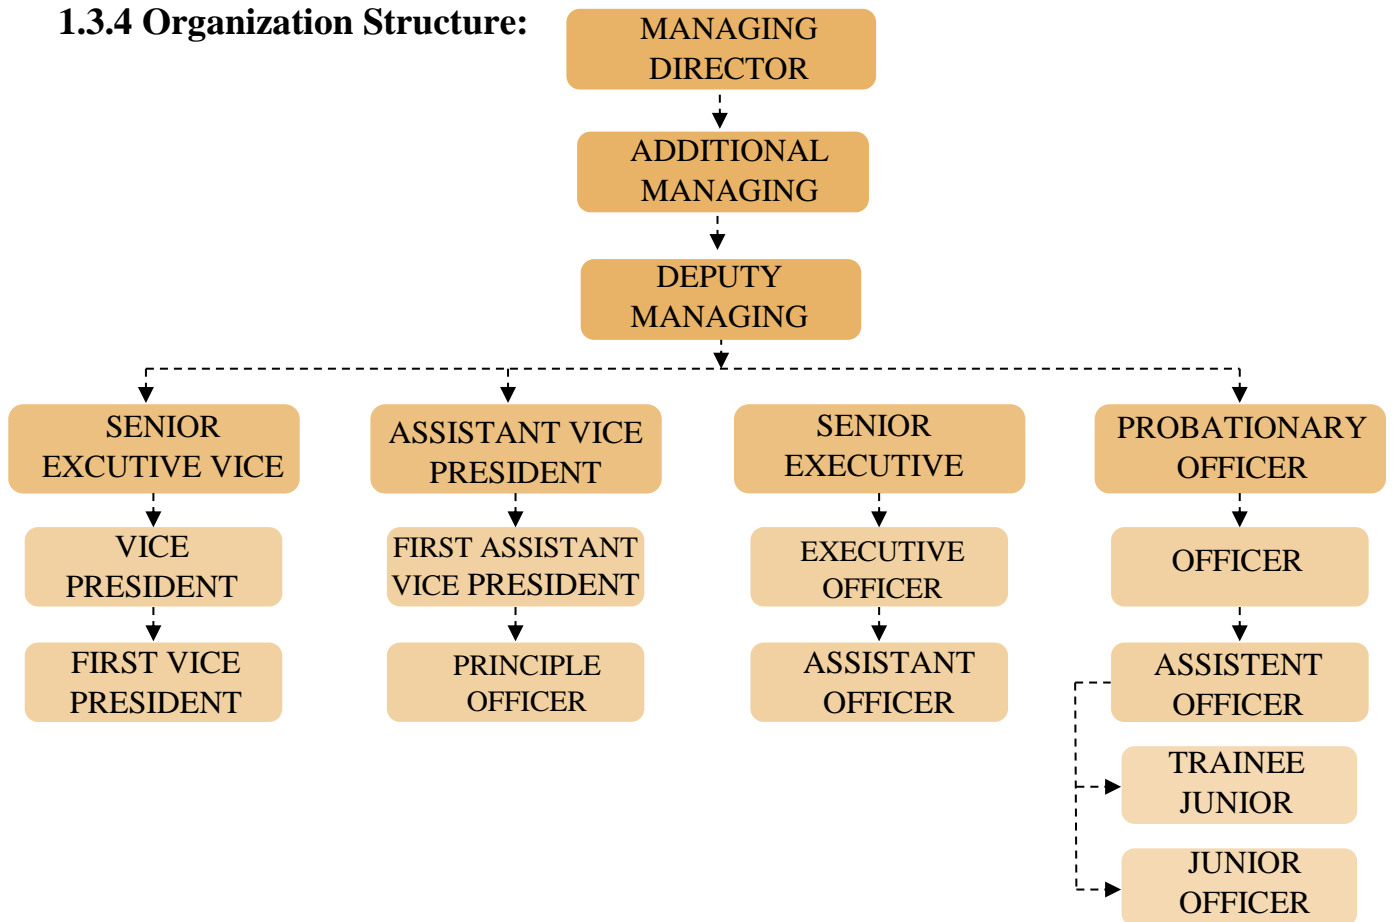 1.3.4 Organization Structure:
MANAGING
DIRECTOR
ADDITIONAL
MANAGING
DEPUTY
MANAGING
SENIOR
EXCUTIVE VICE
ASSISTANT VICE
PRESIDENT
SENIOR
EXECUTIVE
PROBATIONARY
OFFICER
VICE
PRESIDENT
FIRST ASSISTANT
VICE PRESIDENT
EXECUTIVE
OFFICER
OFFICER
FIRST VICE
PRESIDENT
PRINCIPLE
OFFICER
ASSISTANT
OFFICER
ASSISTENT
OFFICER
TRAINEE
JUNIOR
JUNIOR
OFFICER